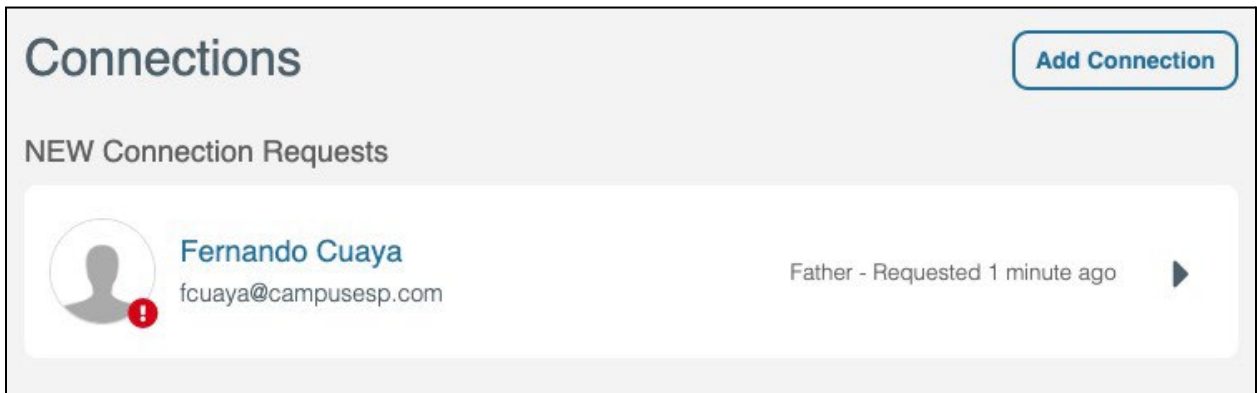 Connections
Add Connection
NEW Connection Requests
Fernando Cuaya
fcuaya@campusesp.com
Father - Requested 1 minute ago